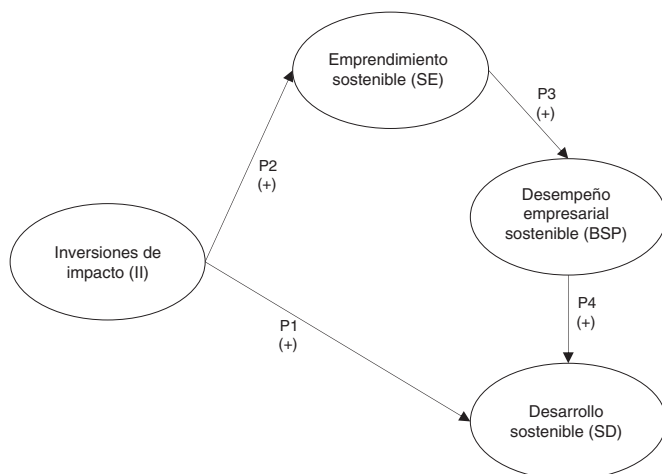 Emprendimiento
sostenible (SE)
P3
(+)
P2
(+)
Desempeño
empresarial
sostenible (BSP)
Inversiones de
impacto (II)
P1
(+)
P4
(+)
Desarrollo
sostenible (SD)